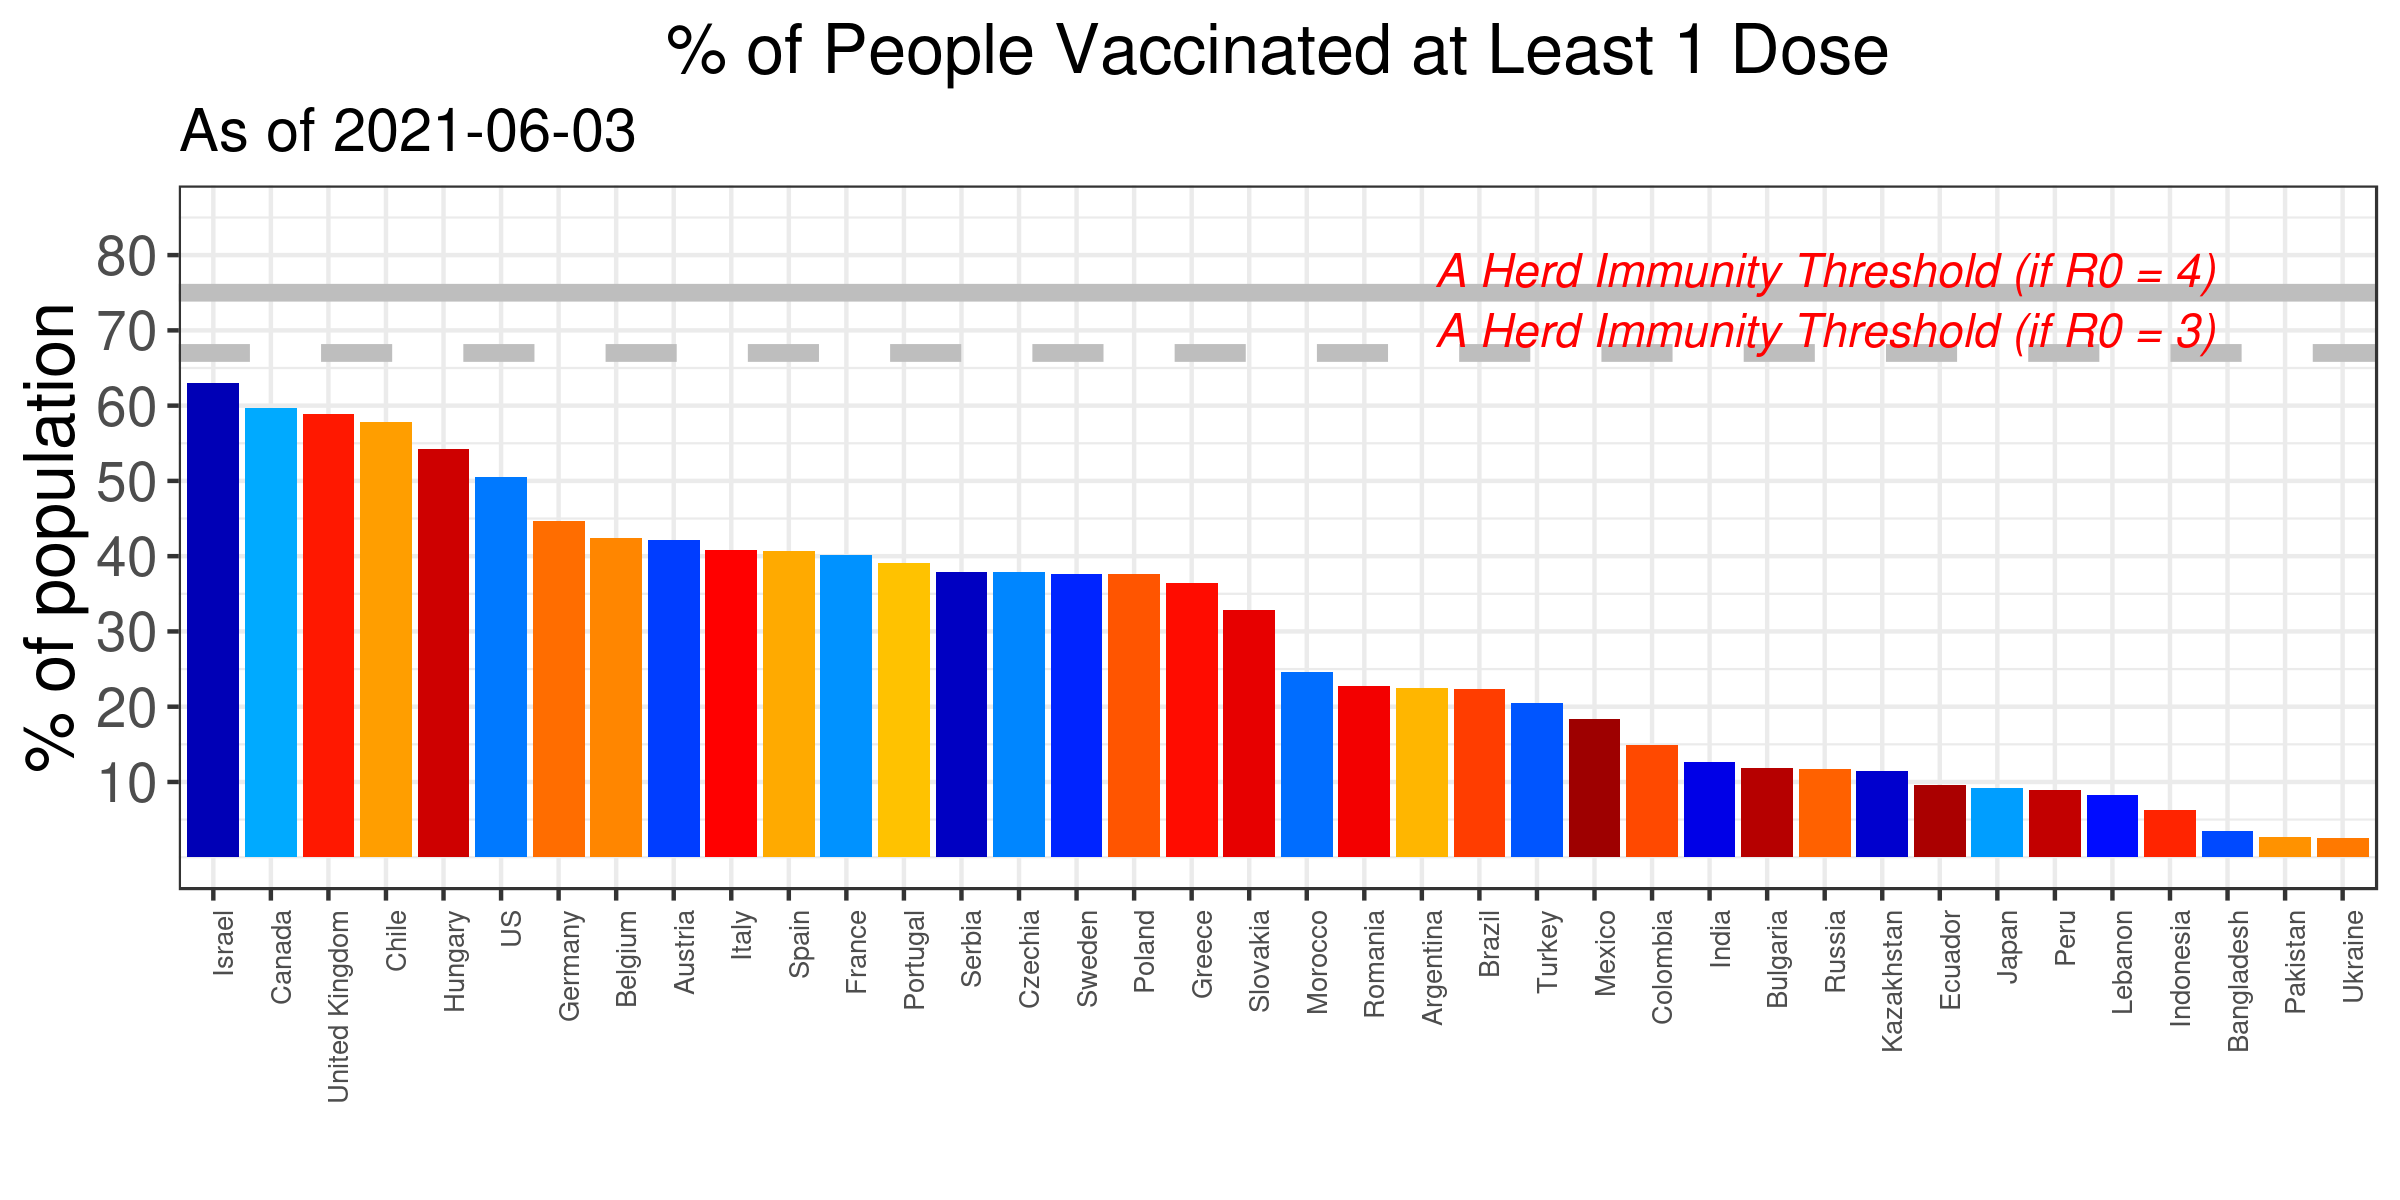 % of People Vaccinated at Least 1 Dose
As of 2021-06-03
% of population
80
70
60
50
40
30
20
10
A Herd Immunity Threshold (if R0 = 4)
A Herd Immunity Threshold (if R0 = 3)
Israel
Canada
United Kingdom
Chile
Hungary
US
Germany
Belgium
Austria
Italy
Spain
France
Portugal
Serbia
Czechia
Sweden
Poland
Greece
Slovakia
Morocco
Romania
Argentina
Brazil
Turkey
Mexico
Colombia
India
Bulgaria
Russia
Kazakhstan
Ecuador
Japan
Peru
Lebanon
Indonesia
Bangladesh
Pakistan
Ukraine